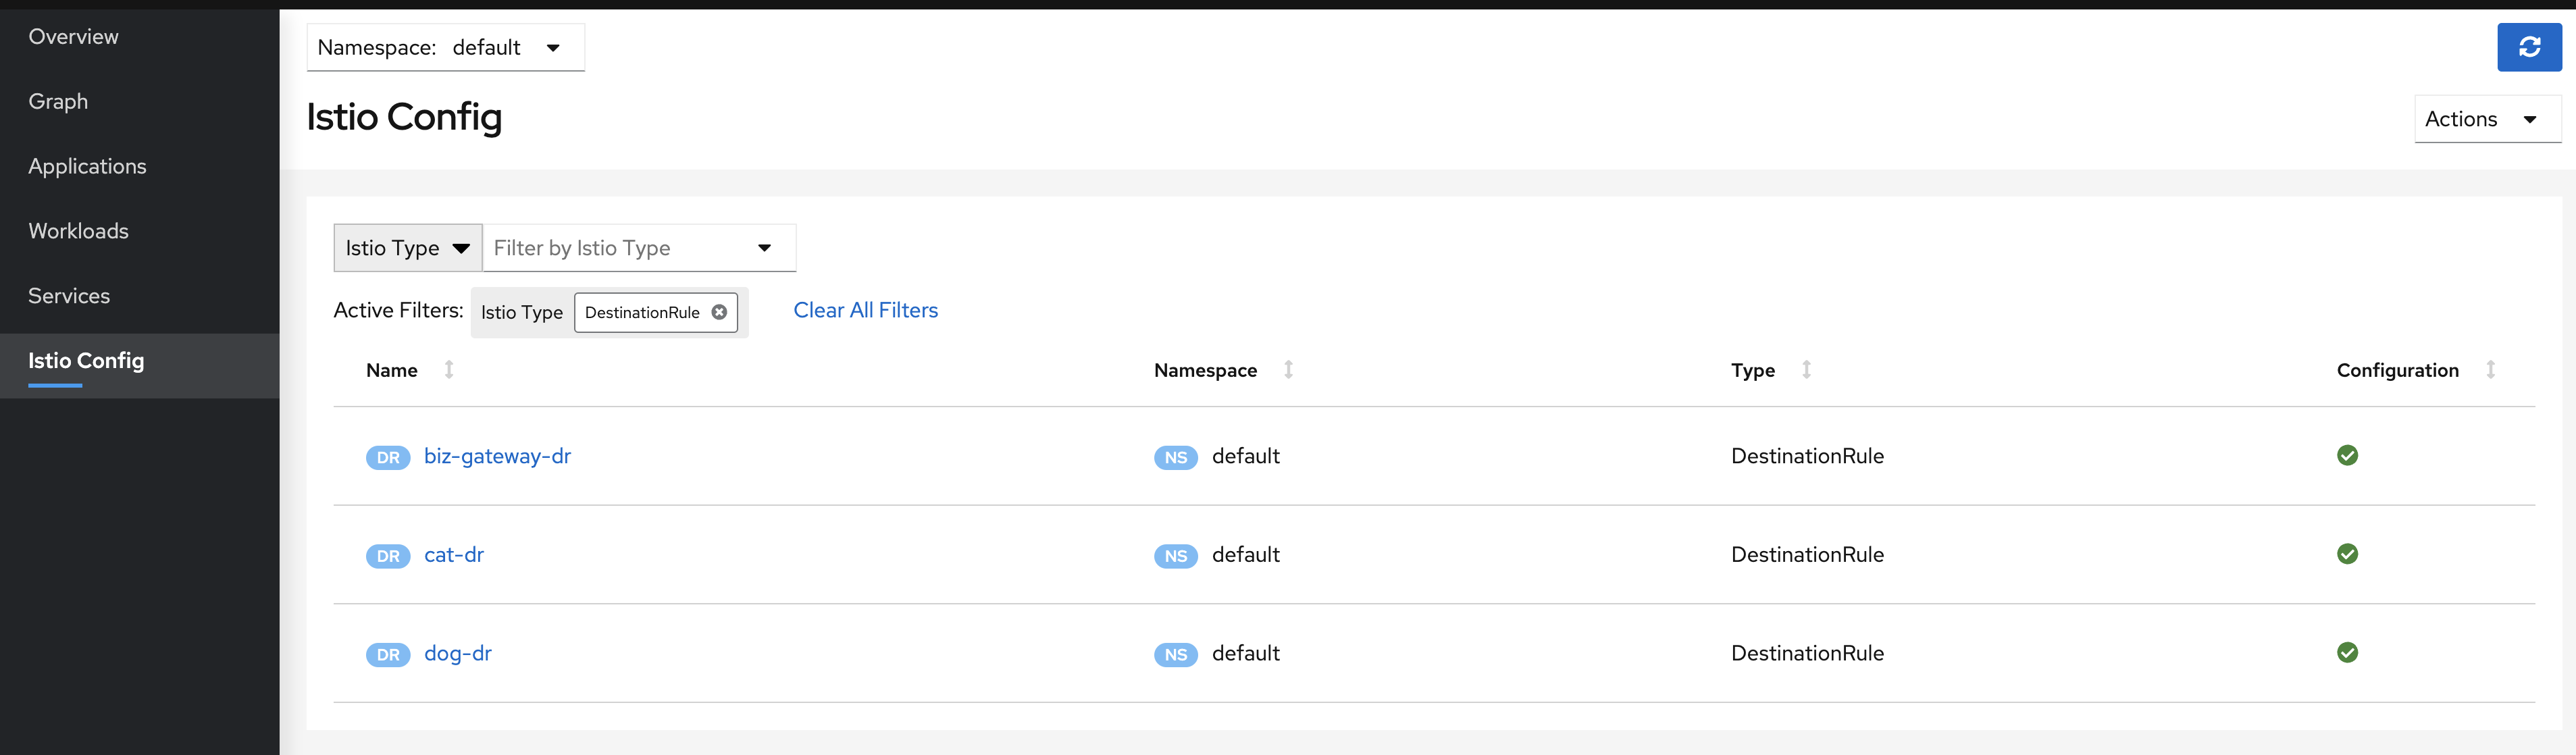 Overview
Graph
Applications
Workloads
Services
Istio Config
Namespace: default
Istio Config
Actions
Istio Type Filter by Istio Type
Active Filters: Istio Type DestinationRule Clear All Filters
Name Namespace Type Configuration
DR biz-gateway-dr NS default DestinationRule
DR cat-dr NS default DestinationRule
DR dog-dr NS default DestinationRule